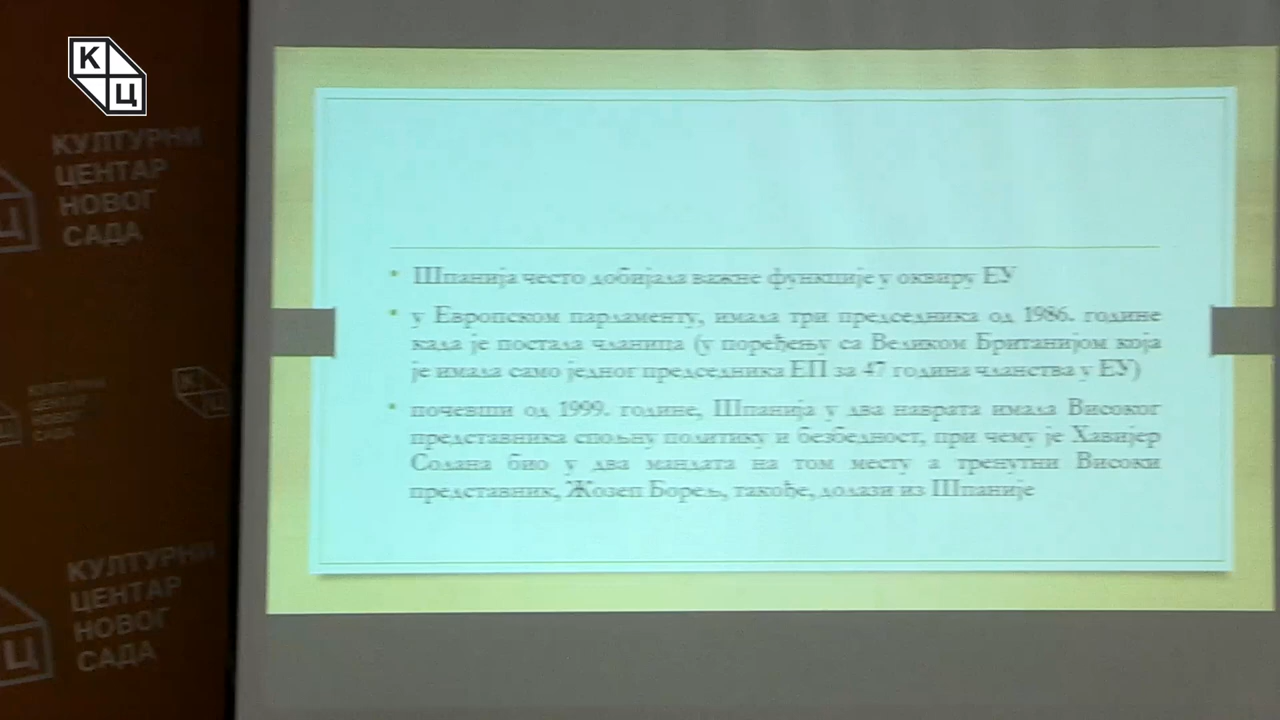 К
Ц
КУЛТУРНИ
ЦЕНТАР
НОВОГ
САДА
Ц
• Шпанија често добијала важне функције у оквиру ЕУ
• у Европском парламенту, имала три председника од 1986. године
када је постала чланица (у поређењу са Великом Британијом која
је имала само једног председника ЕП за 47 година чланства у ЕУ)
• почевши од 1999. године, Шпанија у два наврата имала Високог
представника спољну политику и безбедност, при чему је Хавијер
Солана био у два мандата на том месту а тренутни Високи
представник, Жозеп Борељ, такође, долази из Шпаније
КУЛТУРНИ
ЦЕНТАР
НОВОГ
САДА
К
Ц
КУЛТУРНИ
ЦЕНТАР
НОВОГ
САДА
Ц